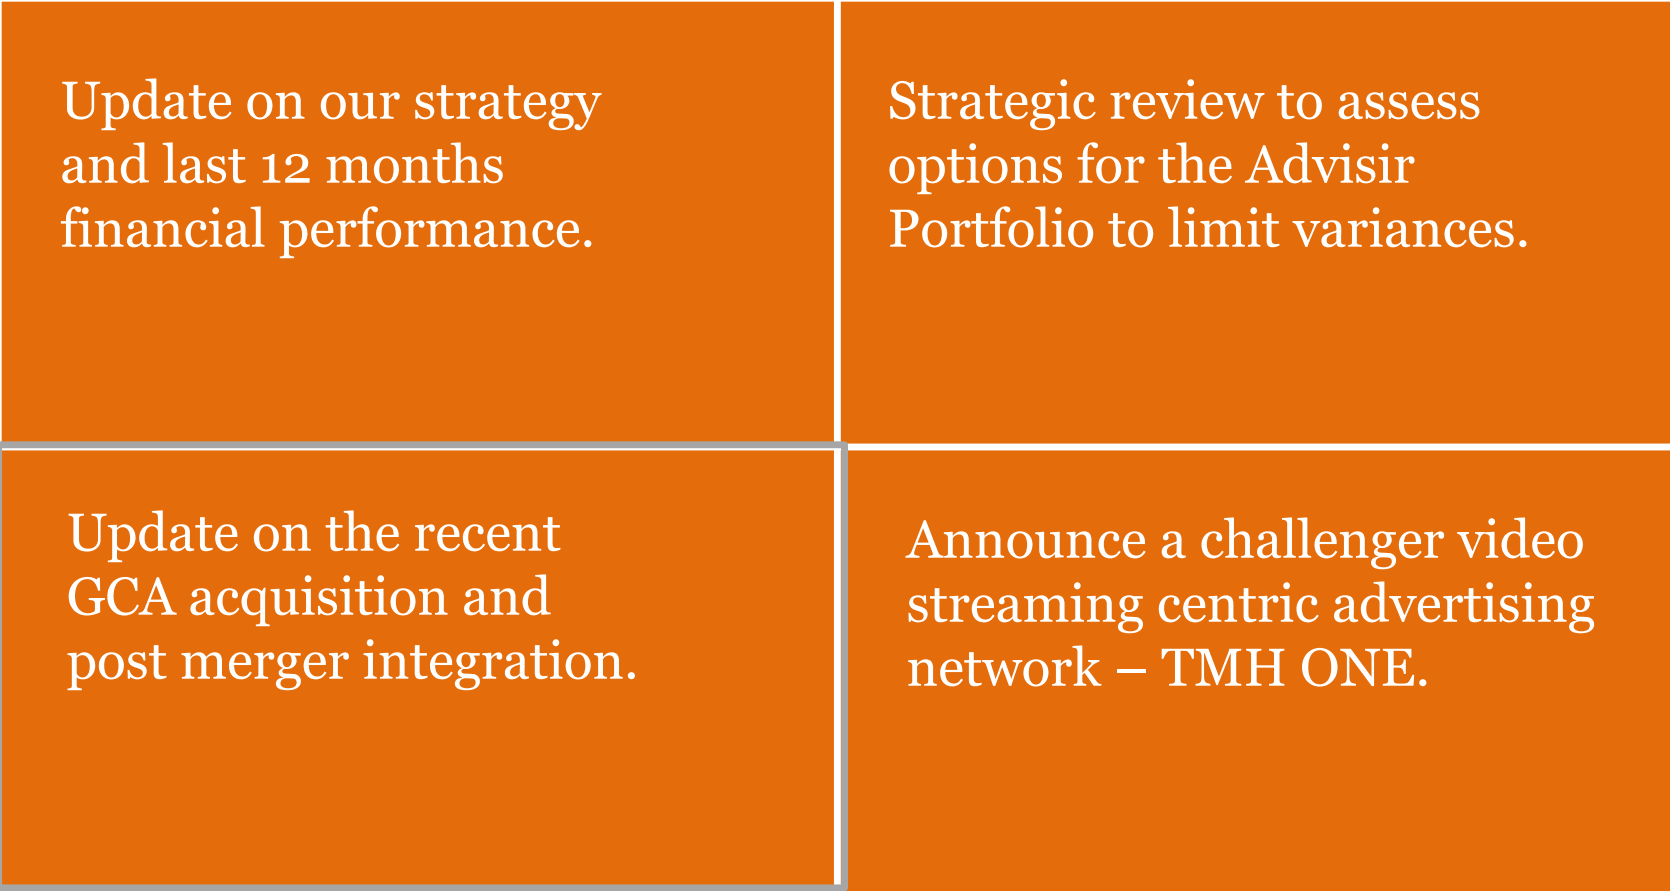 Update on our strategy
and last 12 months
financial performance.
Strategic review to assess
options for the Advisir
Portfolio to limit variances.
Update on the recent
GCA acquisition and
post merger integration.
Announce a challenger video
streaming centric advertising
network – TMH ONE.